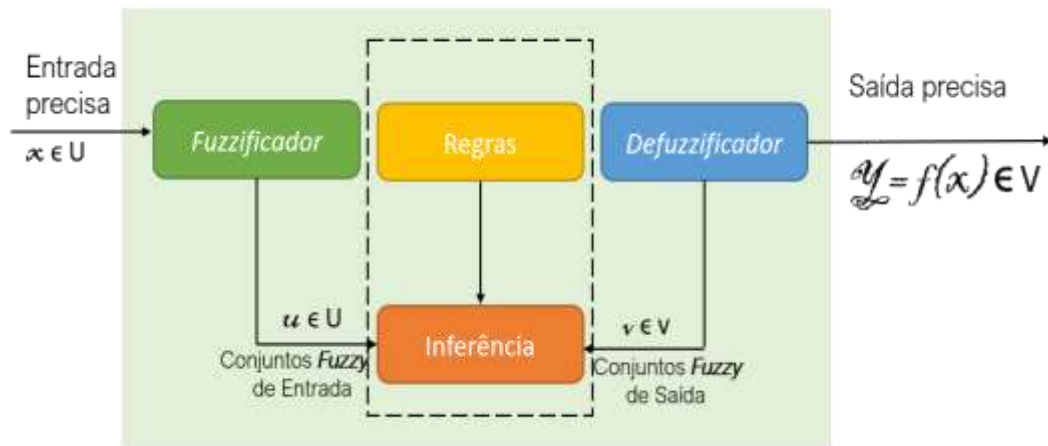 Entrada
precisa
x ∈ U
Fuzzificador
Regras
Defuzzificador
Saída precisa
y = f(x) ∈ V
u ∈ U
Conjuntos Fuzzy
de Entrada
Inferência
v ∈ V
Conjuntos Fuzzy
de Saída